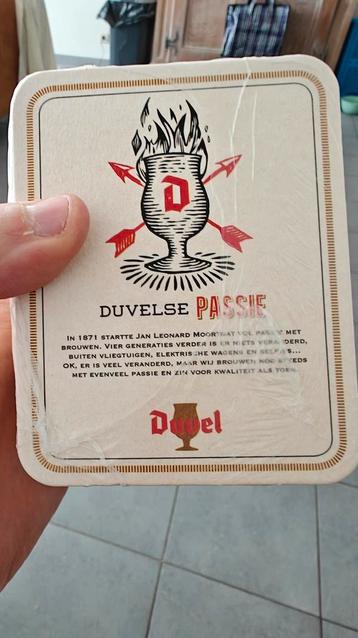 D
DUVELSE PASSIE
IN 1871 STARTTE JAN LEONARD MOORTGAT VOL PASSIE MET
BROUWEN. VIER GENERATIES VERDER IS ER NIETS VERANDERD,
BUITEN VLIEGTUIGEN, ELEKTRISCHE WAGENS EN SELFIES...
OK, ER IS VEEL VERANDERD, MAAR WIJ BROUWEN NOG STEEDS
MET EVENVEEL PASSIE EN ZIN VOOR KWALITEIT ALS TOEN.
Duvel